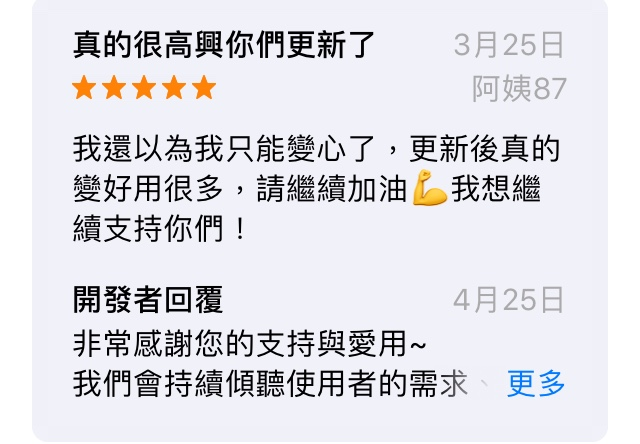 真的很高興你們更新了 3月25日
★★★★★ 阿姨87
我還以為我只能變心了，更新後真的
變好用很多，請繼續加油💪我想繼
續支持你們！
開發者回覆 4月25日
非常感謝您的支持與愛用~
我們會持續傾聽使用者的需求、 更多